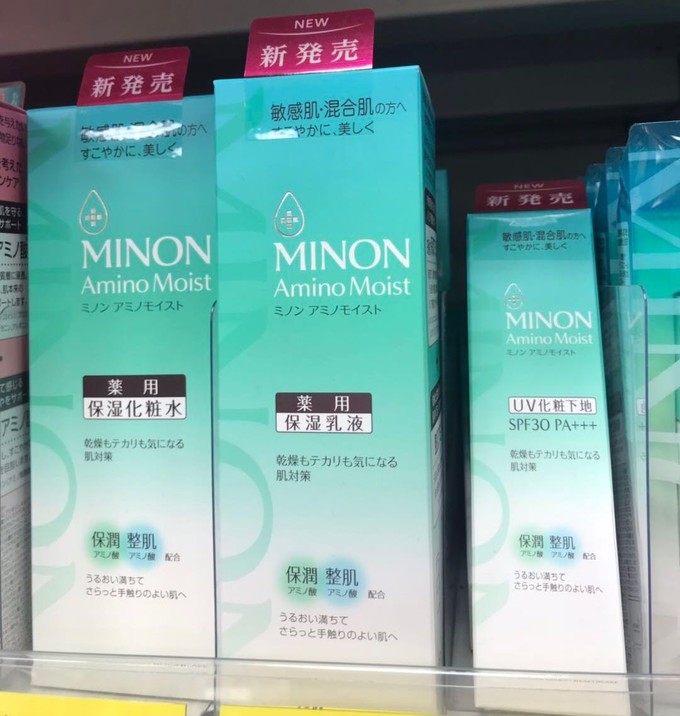 NEW
新発売
敏感肌・混合肌の方へ
すこやかに、美しく
MINON
Amino Moist
ミノン アミノモイスト
薬用
保湿化粧水
乾燥もテカリも気になる
肌対策
保潤 整肌
アミノ酸 アミノ酸 配合
うるおい満ちて
さらっと手触りのよい肌へ
NEW
新発売
敏感肌・混合肌の方へ
すこやかに、美しく
MINON
Amino Moist
ミノン アミノモイスト
薬用
保湿乳液
乾燥もテカリも気になる
肌対策
保潤 整肌
アミノ酸 アミノ酸 配合
うるおい満ちて
さらっと手触りのよい肌へ
NEW
新発売
敏感肌・混合肌の方へ
すこやかに、美しく
MINON
Amino Moist
ミノン アミノモイスト
UV化粧下地
SPF30 PA+++
乾燥もテカリも気になる
肌対策
保潤 整肌
アミノ酸 アミノ酸 配合
うるおい満ちて
さらっと手触りのよい肌へ